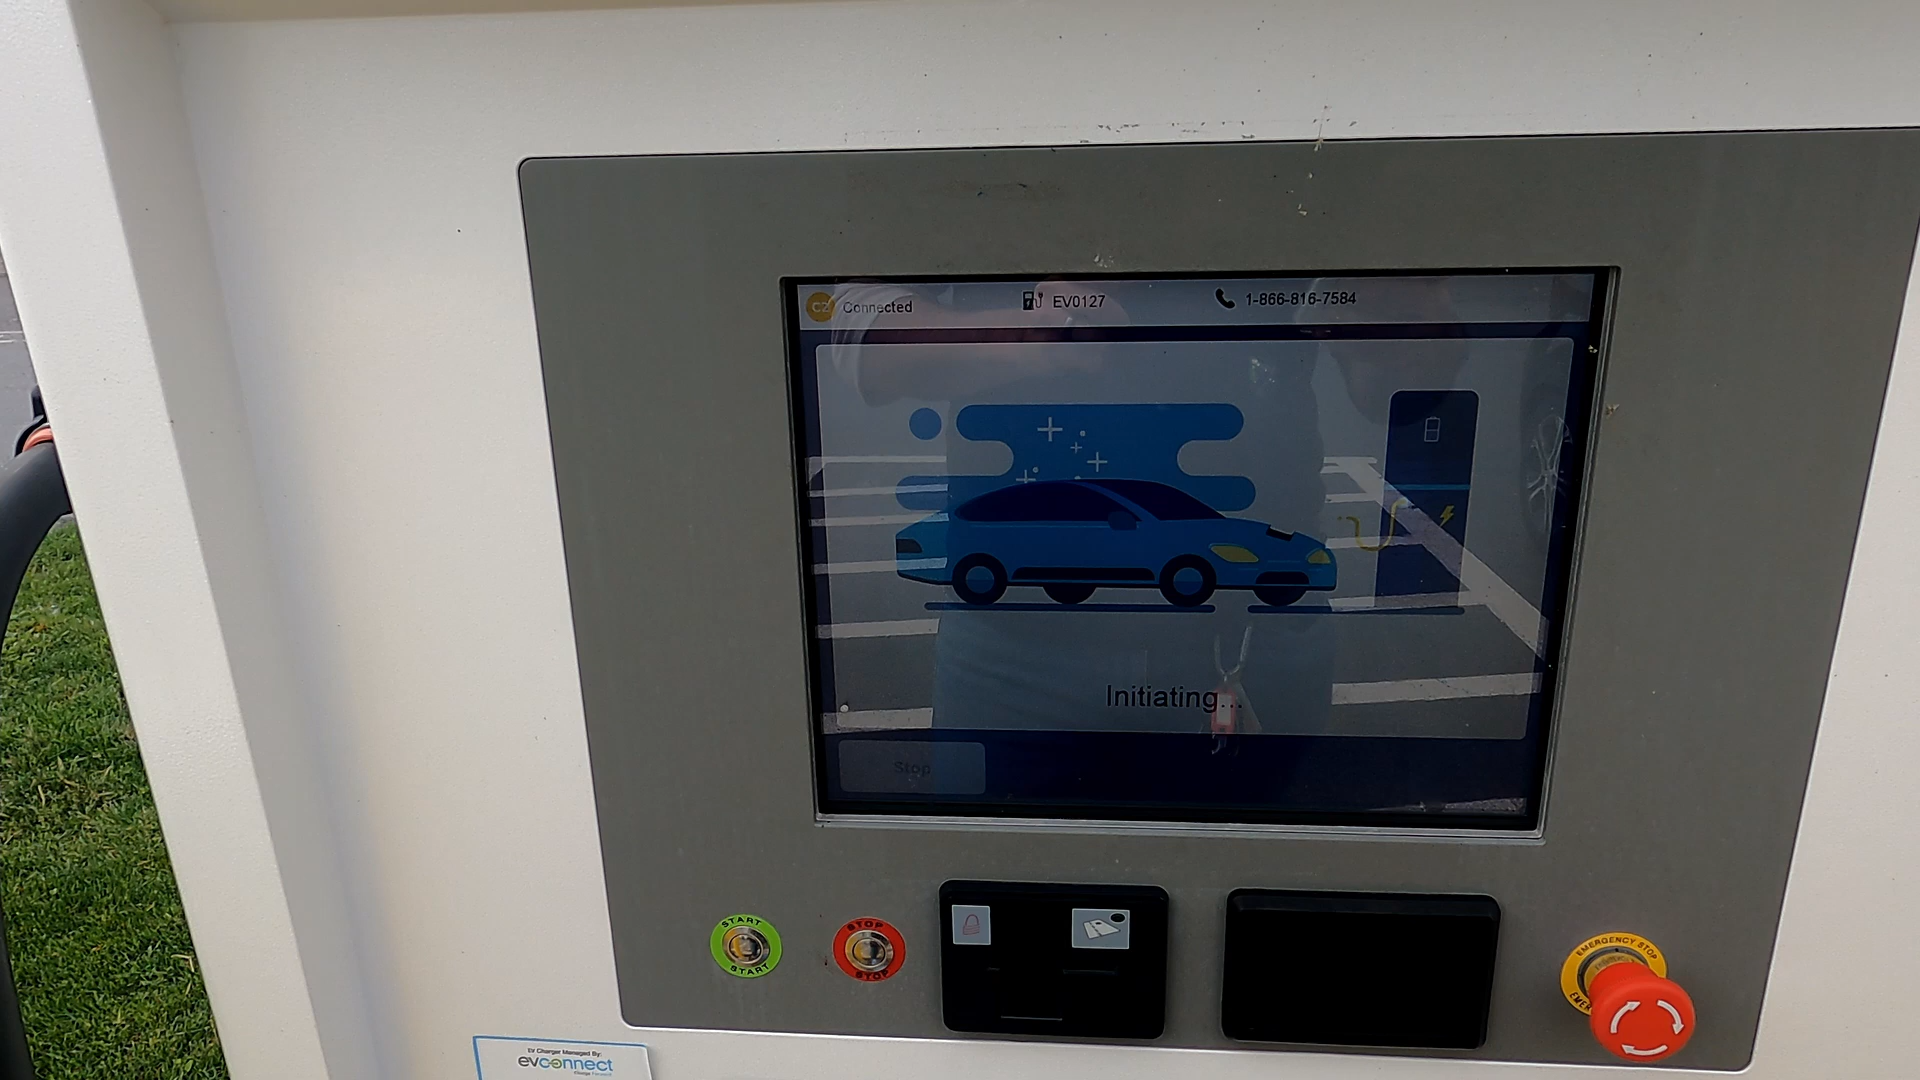 C2 Connected
EV0127
1-866-816-7584
Initiating...
Stop
START
START
STOP
STOP
EMERGENCY STOP
EV Charger Managed By:
evconnect